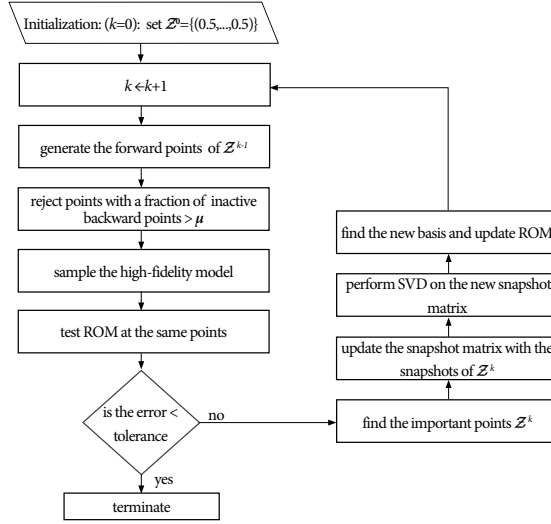 Initialization: (k=0): set 𝒵⁰={(0.5,...,0.5)}
k ←k+1
generate the forward points of 𝒵ᵏ⁻¹
reject points with a fraction of inactive
backward points > μ
sample the high-fidelity model
test ROM at the same points
is the error <
tolerance
no
yes
terminate
find the important points 𝒵ᵏ
update the snapshot matrix with the
snapshots of 𝒵ᵏ
perform SVD on the new snapshot
matrix
find the new basis and update ROM